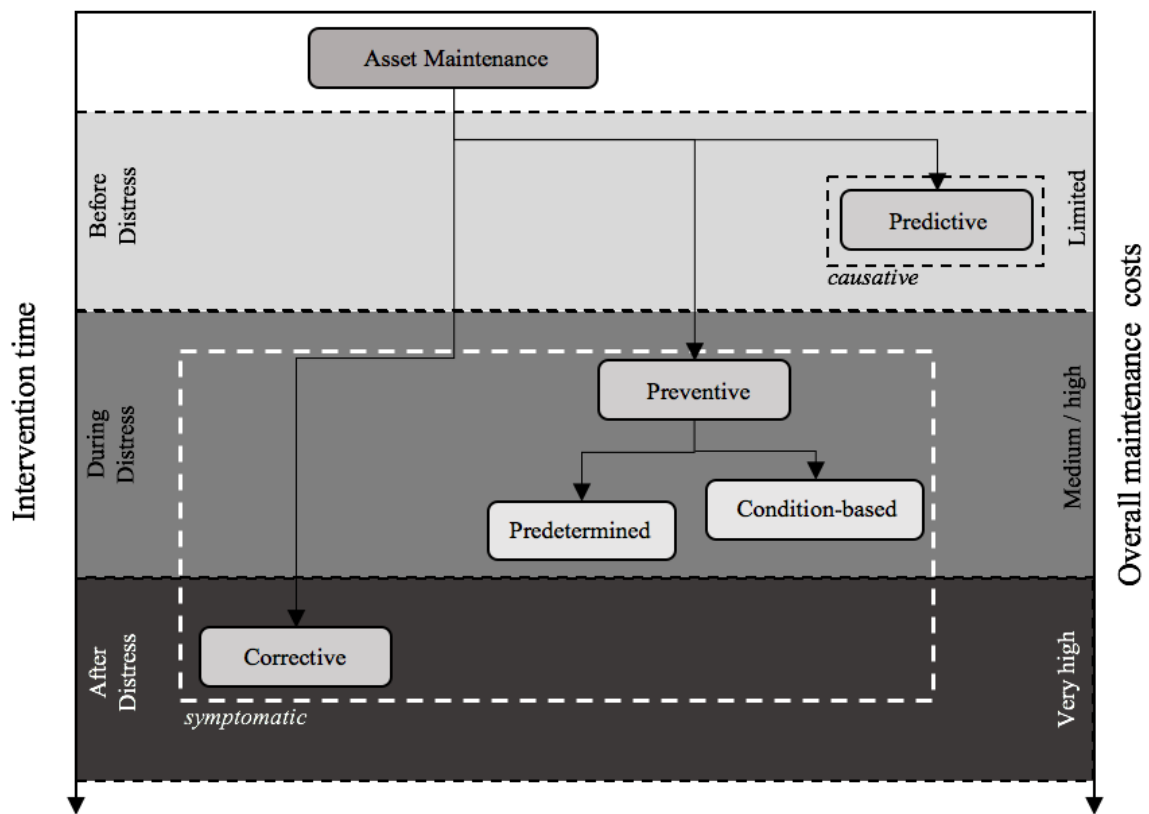 Asset Maintenance
Before
Distress
Predictive
Limited
causative
Intervention time
Overall maintenance costs
During
Distress
Preventive
Medium / high
Predetermined
Condition-based
After
Distress
Corrective
Very high
symptomatic